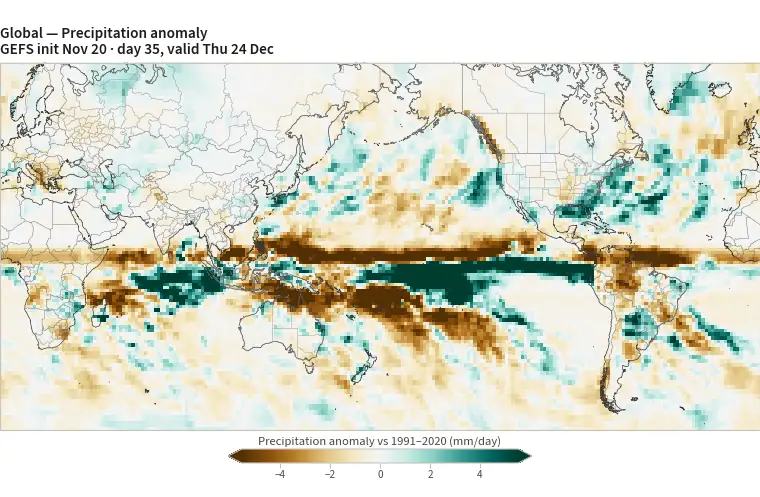 Global — Precipitation anomaly
GEFS init Nov 20 · day 35, valid Thu 24 Dec
Precipitation anomaly vs 1991–2020 (mm/day)
−4 −2 0 2 4